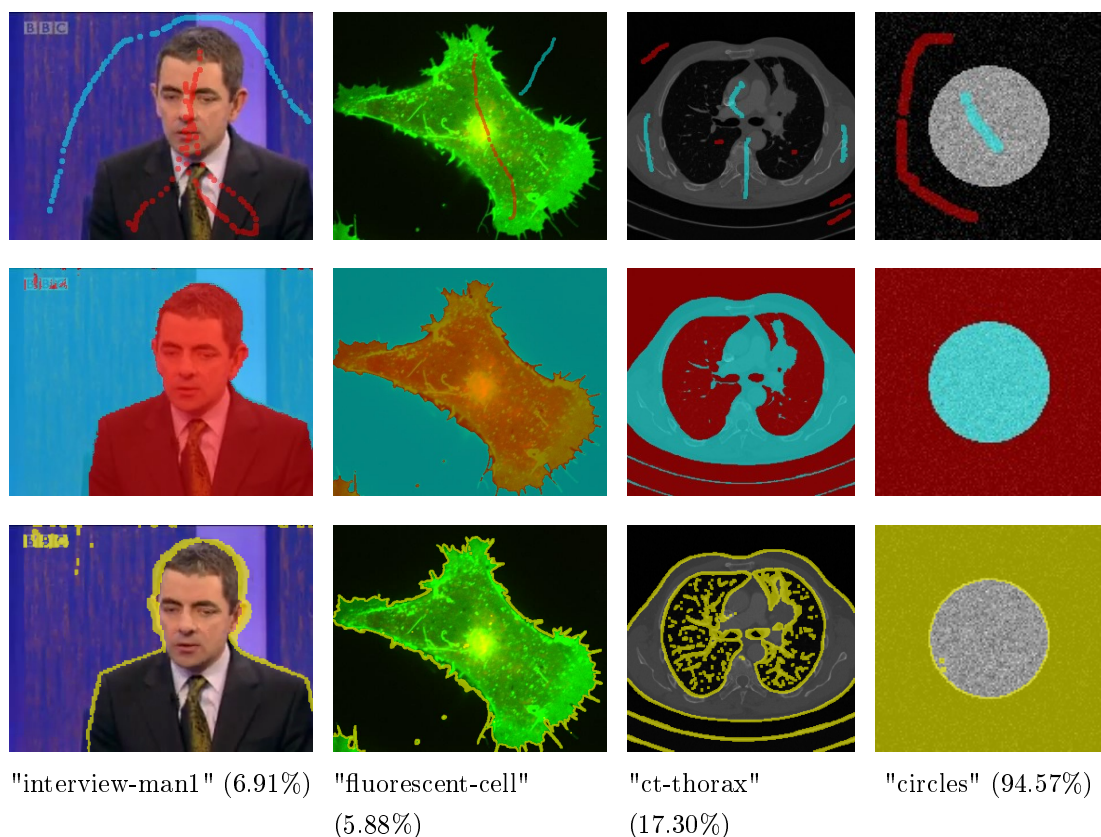 BBC
"interview-man1" (6.91%)
"fluorescent-cell"
(5.88%)
"ct-thorax"
(17.30%)
"circles" (94.57%)